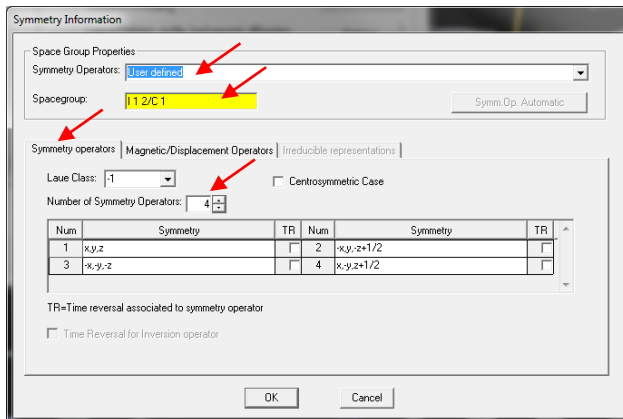 Symmetry Information
Space Group Properties
Symmetry Operators: User defined
Spacegroup: I 1 2/C 1 Symm.Op. Automatic
Symmetry operators Magnetic/Displacement Operators Irreducible representations
Laue Class: -1 Centrosymmetric Case
Number of Symmetry Operators: 4
Num Symmetry TR Num Symmetry TR
1 x,y,z 2 -x,y,-z+1/2
3 -x,-y,-z 4 x,-y,z+1/2
TR=Time reversal associated to symmetry operator
Time Reversal for Inversion operator
OK Cancel